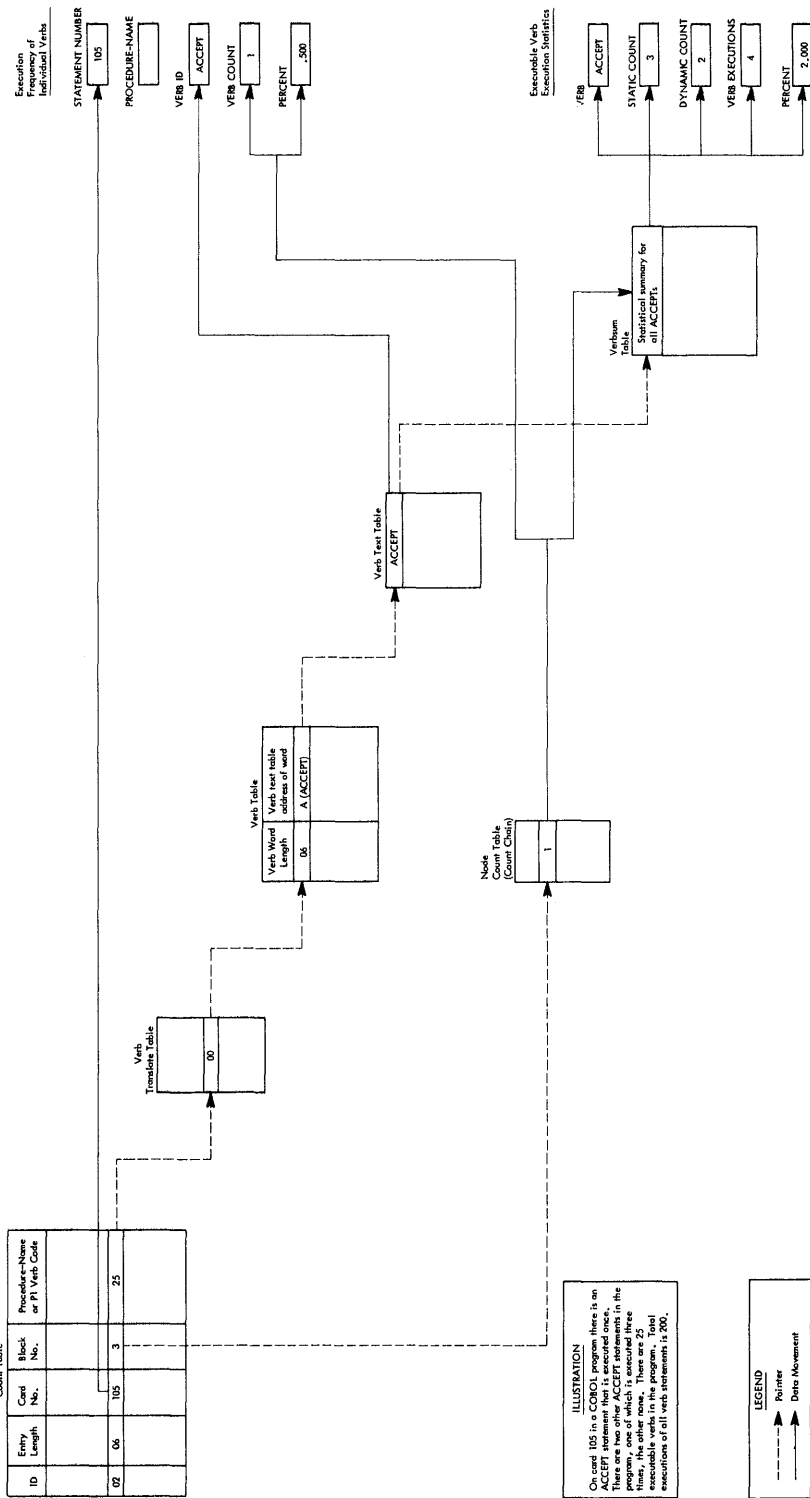 Execution
Frequency of
Individual Verbs
STATEMENT NUMBER
105
PROCEDURE-NAME
VERB ID
ACCEPT
VERB COUNT
1
PERCENT
.500
Executable Verb
Execution Statistics
VERB
ACCEPT
STATIC COUNT
3
DYNAMIC COUNT
2
VERB EXECUTIONS
4
PERCENT
2.000
Verbsum
Table
Statistical summary for
all ACCEPTs
Verb Text Table
ACCEPT
Verb Table
Verb Word
Length
Verb text table
address of word
06
A (ACCEPT)
Node
Count Table
(Count Chain)
1
Verb
Translate Table
00
ID
Entry
Length
Card
No.
Block
No.
Procedure-Name
or P1 Verb Code
02
06
105
3
25
ILLUSTRATION
On card 105 in a COBOL program there is an
ACCEPT statement that is executed once.
There are two other ACCEPT statements in the
program, one of which is executed three
times, the other none. There are 25
executable verbs in the program. Total
executions of all verb statements is 200.
LEGEND
Pointer
Data Movement